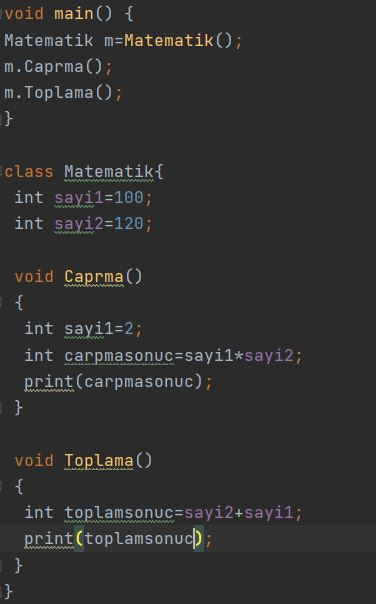 void main() {
Matematik m=Matematik();
m.Caprma();
m.Toplama();
}
class Matematik{
int sayi1=100;
int sayi2=120;
void Caprma()
{
int sayi1=2;
int carpmasonuc=sayi1*sayi2;
print(carpmasonuc);
}
void Toplama()
{
int toplamsonuc=sayi2+sayi1;
print(toplamsonuc);
}
}